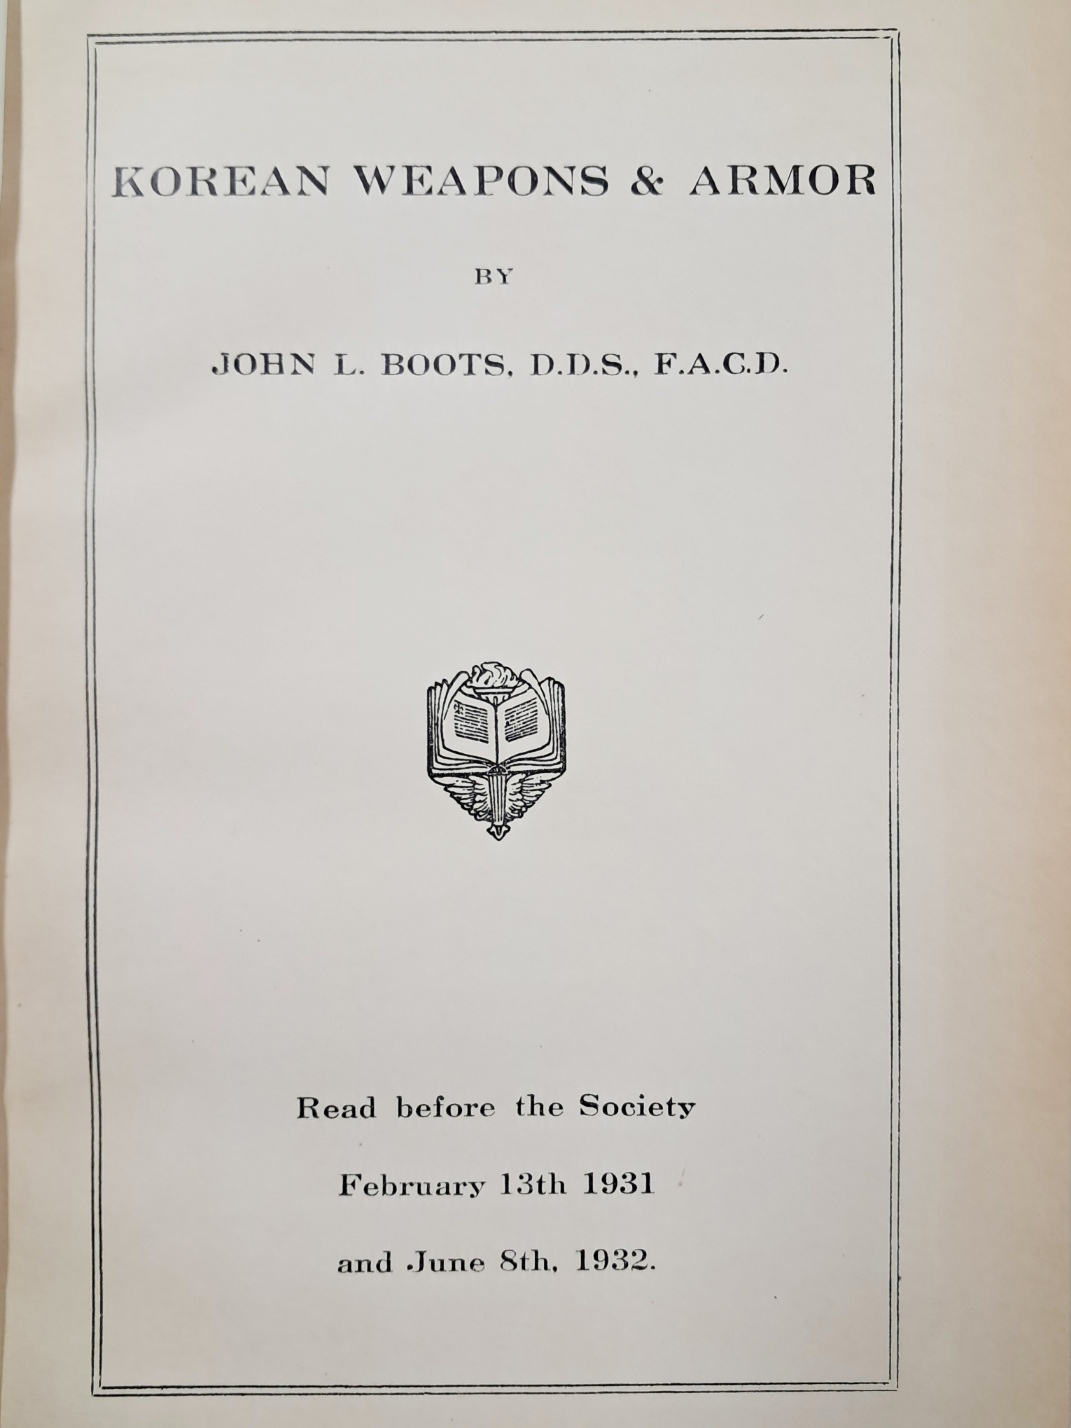 KOREAN WEAPONS & ARMOR
BY
JOHN L. BOOTS, D.D.S., F.A.C.D.
Read before the Society
February 13th 1931
and June 8th, 1932.